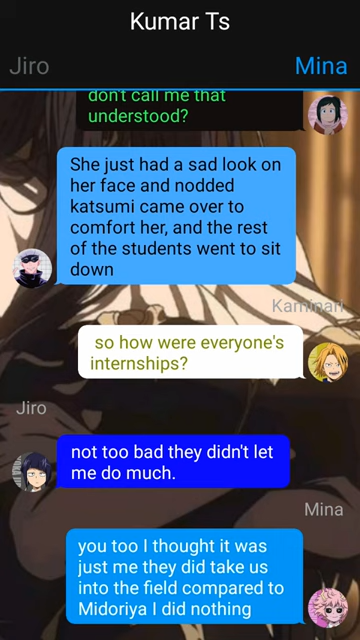 Kumar Ts
Jiro
Mina
don't call me that
understood?
She just had a sad look on
her face and nodded
katsumi came over to
comfort her, and the rest
of the students went to sit
down
Kaminari
so how were everyone's
internships?
Jiro
not too bad they didn't let
me do much.
Mina
you too I thought it was
just me they did take us
into the field compared to
Midoriya I did nothing